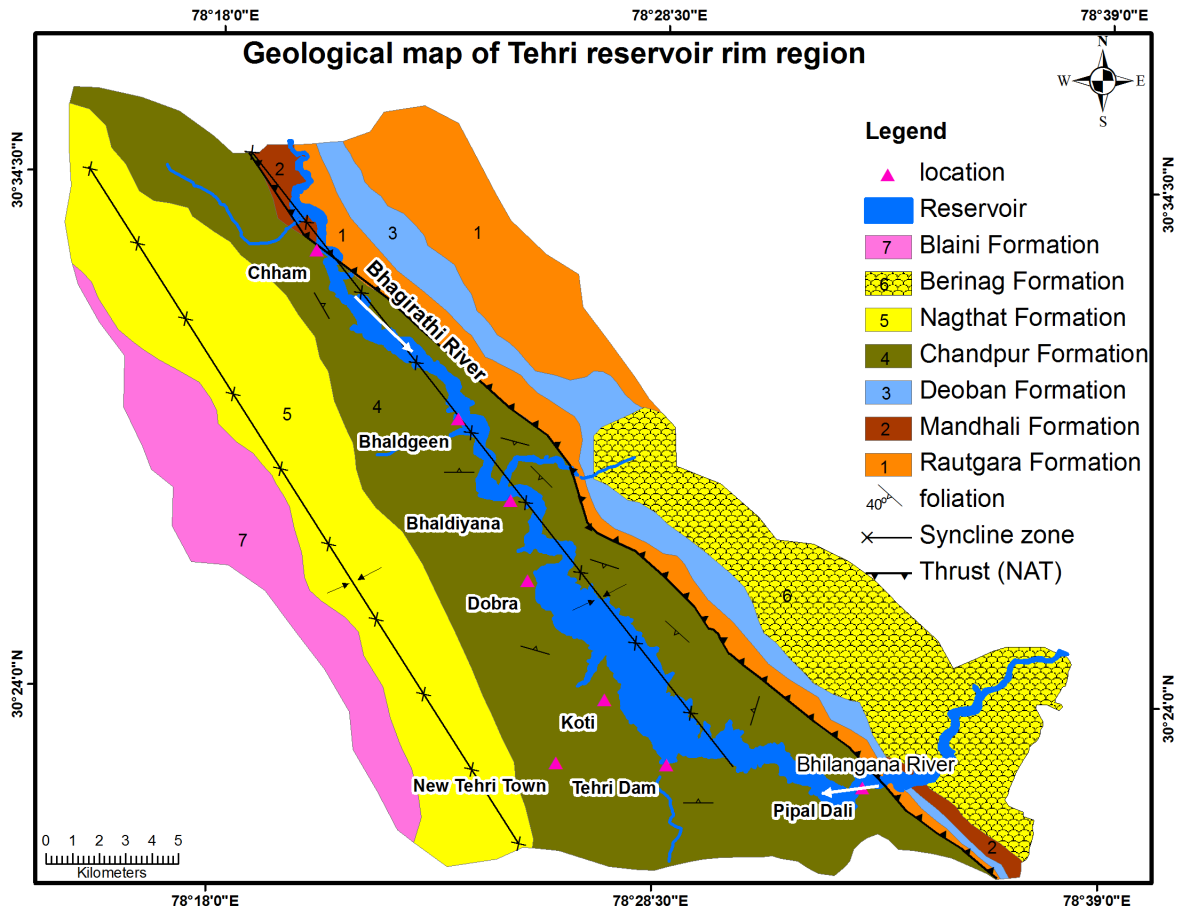 78°18'0"E
78°28'30"E
78°39'0"E
Geological map of Tehri reservoir rim region
N
W
E
S
30°34'30"N
30°34'30"N
Legend
location
Reservoir
7
Blaini Formation
6
Berinag Formation
5
Nagthat Formation
4
Chandpur Formation
3
Deoban Formation
2
Mandhali Formation
1
Rautgara Formation
40°
foliation
Syncline zone
Thrust (NAT)
2
1
3
1
Chham
Bhagirathi River
5
4
Bhaldgeen
Bhaldiyana
7
6
Dobra
30°24'0"N
30°24'0"N
Koti
Bhilangana River
New Tehri Town
Tehri Dam
Pipal Dali
2
0 1 2 3 4 5
Kilometers
78°18'0"E
78°28'30"E
78°39'0"E